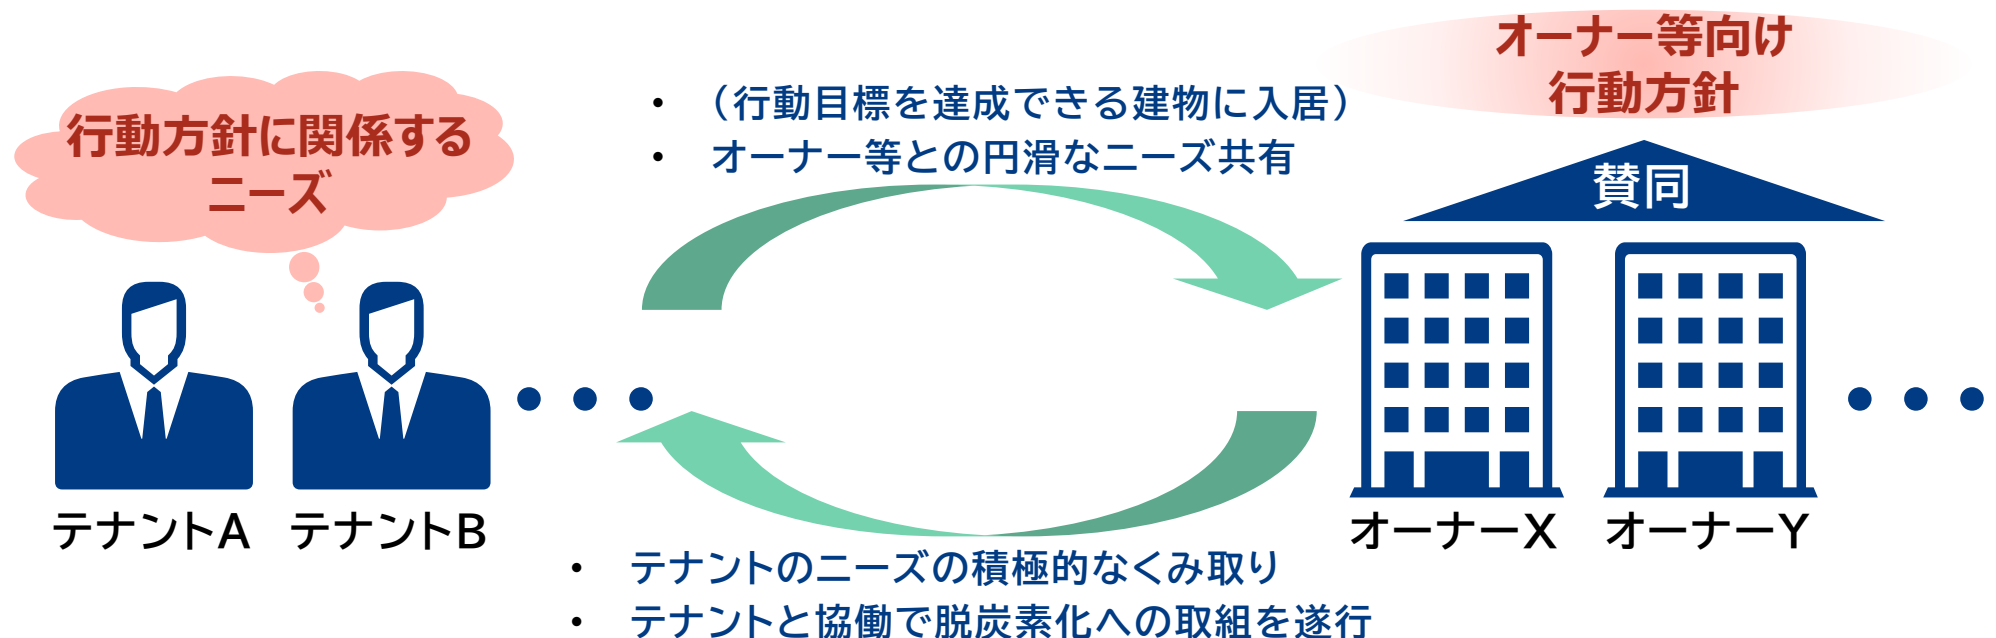 オーナー等向け
行動方針
行動方針に関係する
ニーズ
• （行動目標を達成できる建物に入居）
• オーナー等との円滑なニーズ共有
賛同
テナントA テナントB
オーナーX オーナーY
• テナントのニーズの積極的なくみ取り
• テナントと協働で脱炭素化への取組を遂行